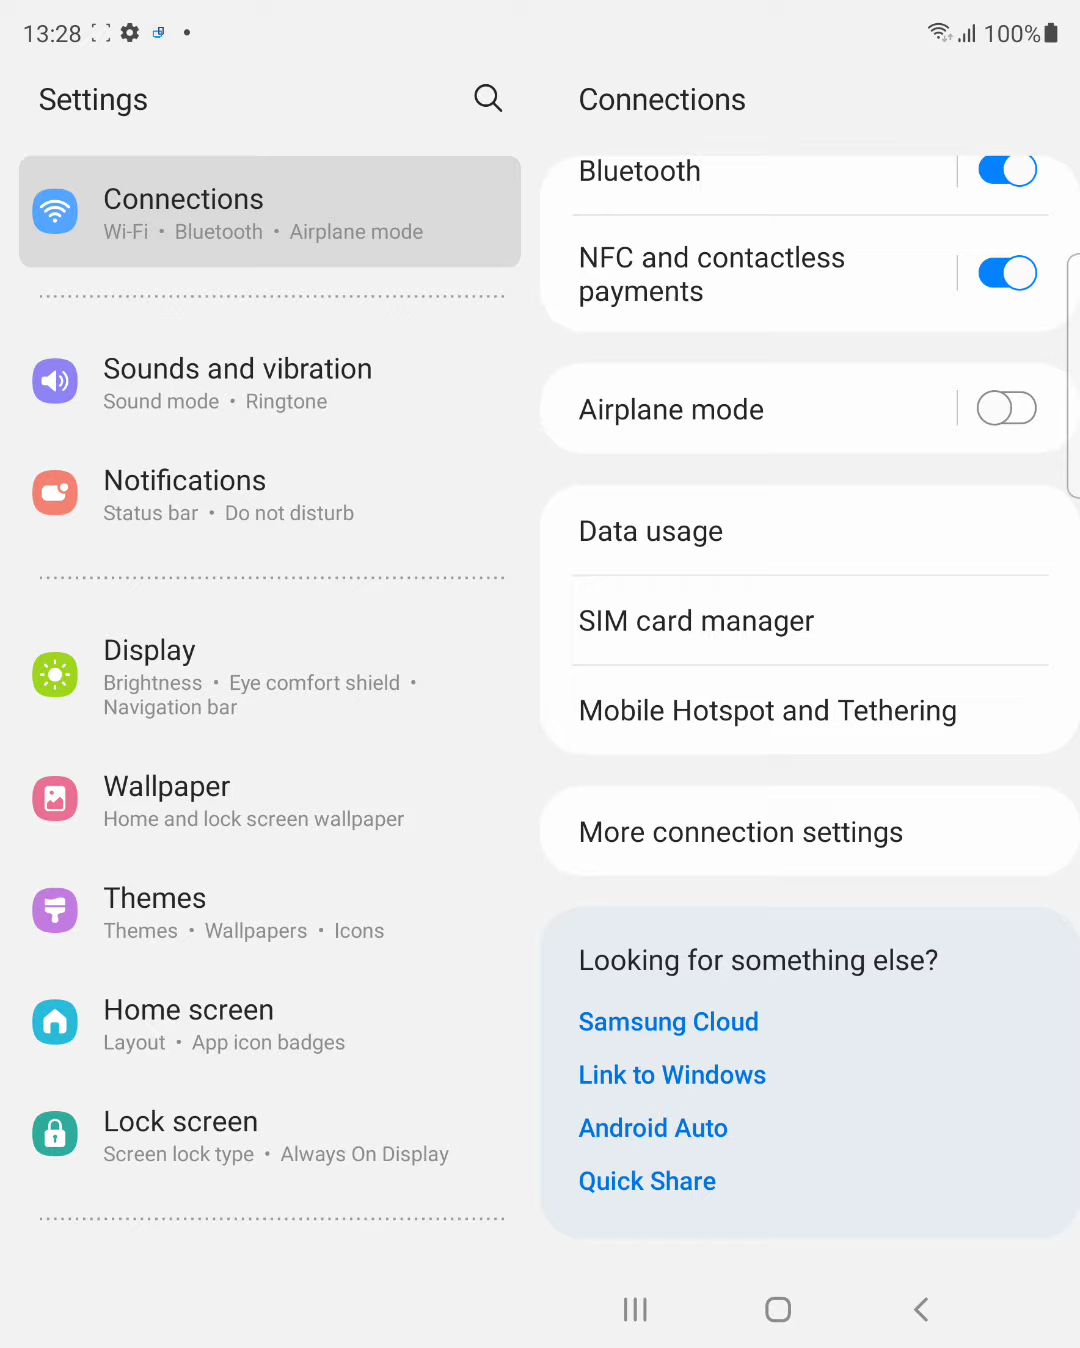 13:28
100%
Settings
Connections
Wi-Fi • Bluetooth • Airplane mode
Sounds and vibration
Sound mode • Ringtone
Notifications
Status bar • Do not disturb
Display
Brightness • Eye comfort shield •
Navigation bar
Wallpaper
Home and lock screen wallpaper
Themes
Themes • Wallpapers • Icons
Home screen
Layout • App icon badges
Lock screen
Screen lock type • Always On Display
Connections
Bluetooth
NFC and contactless
payments
Airplane mode
Data usage
SIM card manager
Mobile Hotspot and Tethering
More connection settings
Looking for something else?
Samsung Cloud
Link to Windows
Android Auto
Quick Share